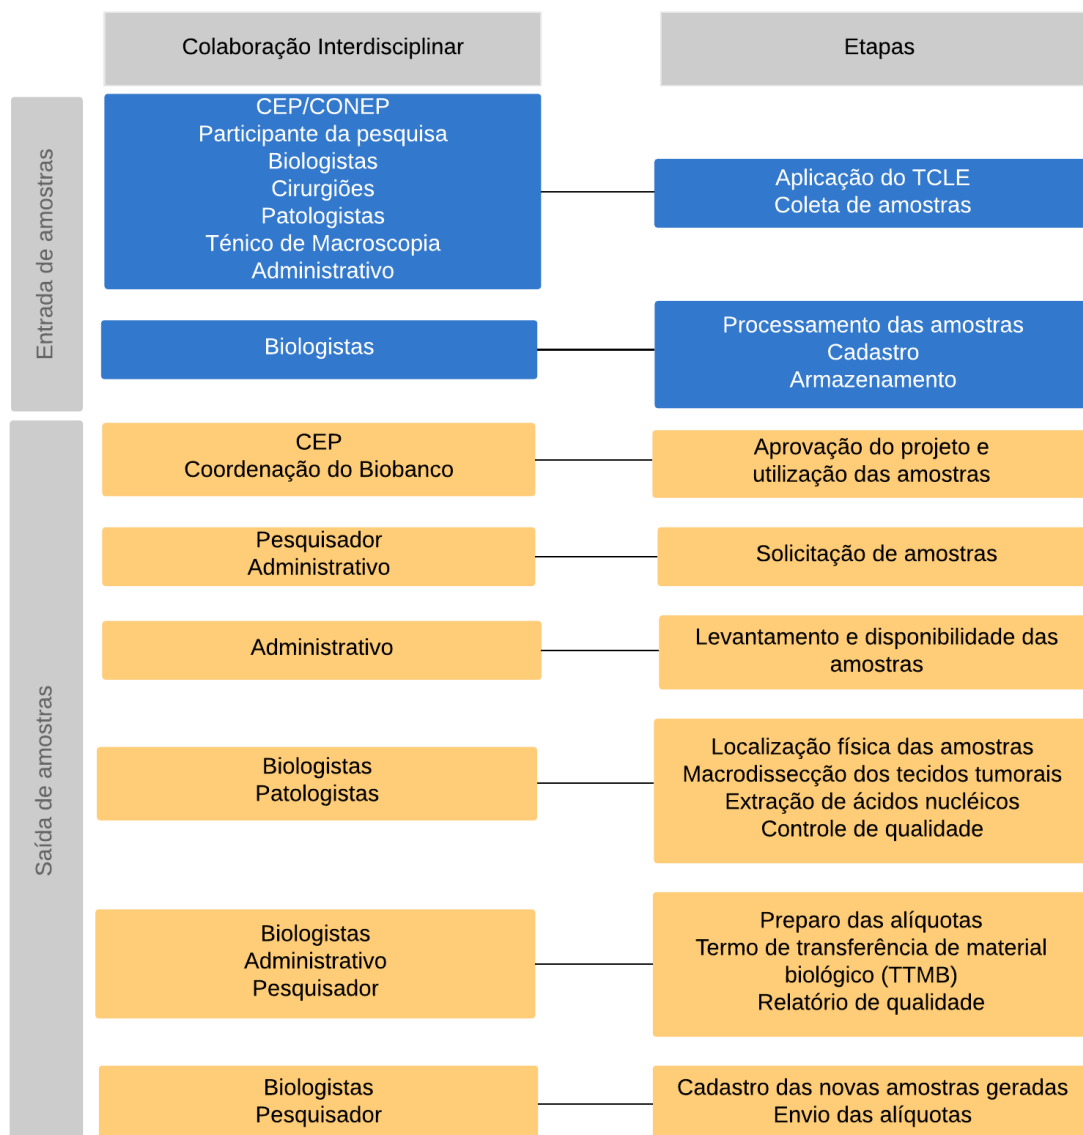 Colaboração Interdisciplinar
Etapas
Entrada de amostras
CEP/CONEP
Participante da pesquisa
Biologistas
Cirurgiões
Patologistas
Ténico de Macroscopia
Administrativo
Aplicação do TCLE
Coleta de amostras
Biologistas
Processamento das amostras
Cadastro
Armazenamento
Saída de amostras
CEP
Coordenação do Biobanco
Aprovação do projeto e
utilização das amostras
Pesquisador
Administrativo
Solicitação de amostras
Administrativo
Levantamento e disponibilidade das
amostras
Biologistas
Patologistas
Localização física das amostras
Macrodissecção dos tecidos tumorais
Extração de ácidos nucléicos
Controle de qualidade
Biologistas
Administrativo
Pesquisador
Preparo das alíquotas
Termo de transferência de material
biológico (TTMB)
Relatório de qualidade
Biologistas
Pesquisador
Cadastro das novas amostras geradas
Envio das alíquotas